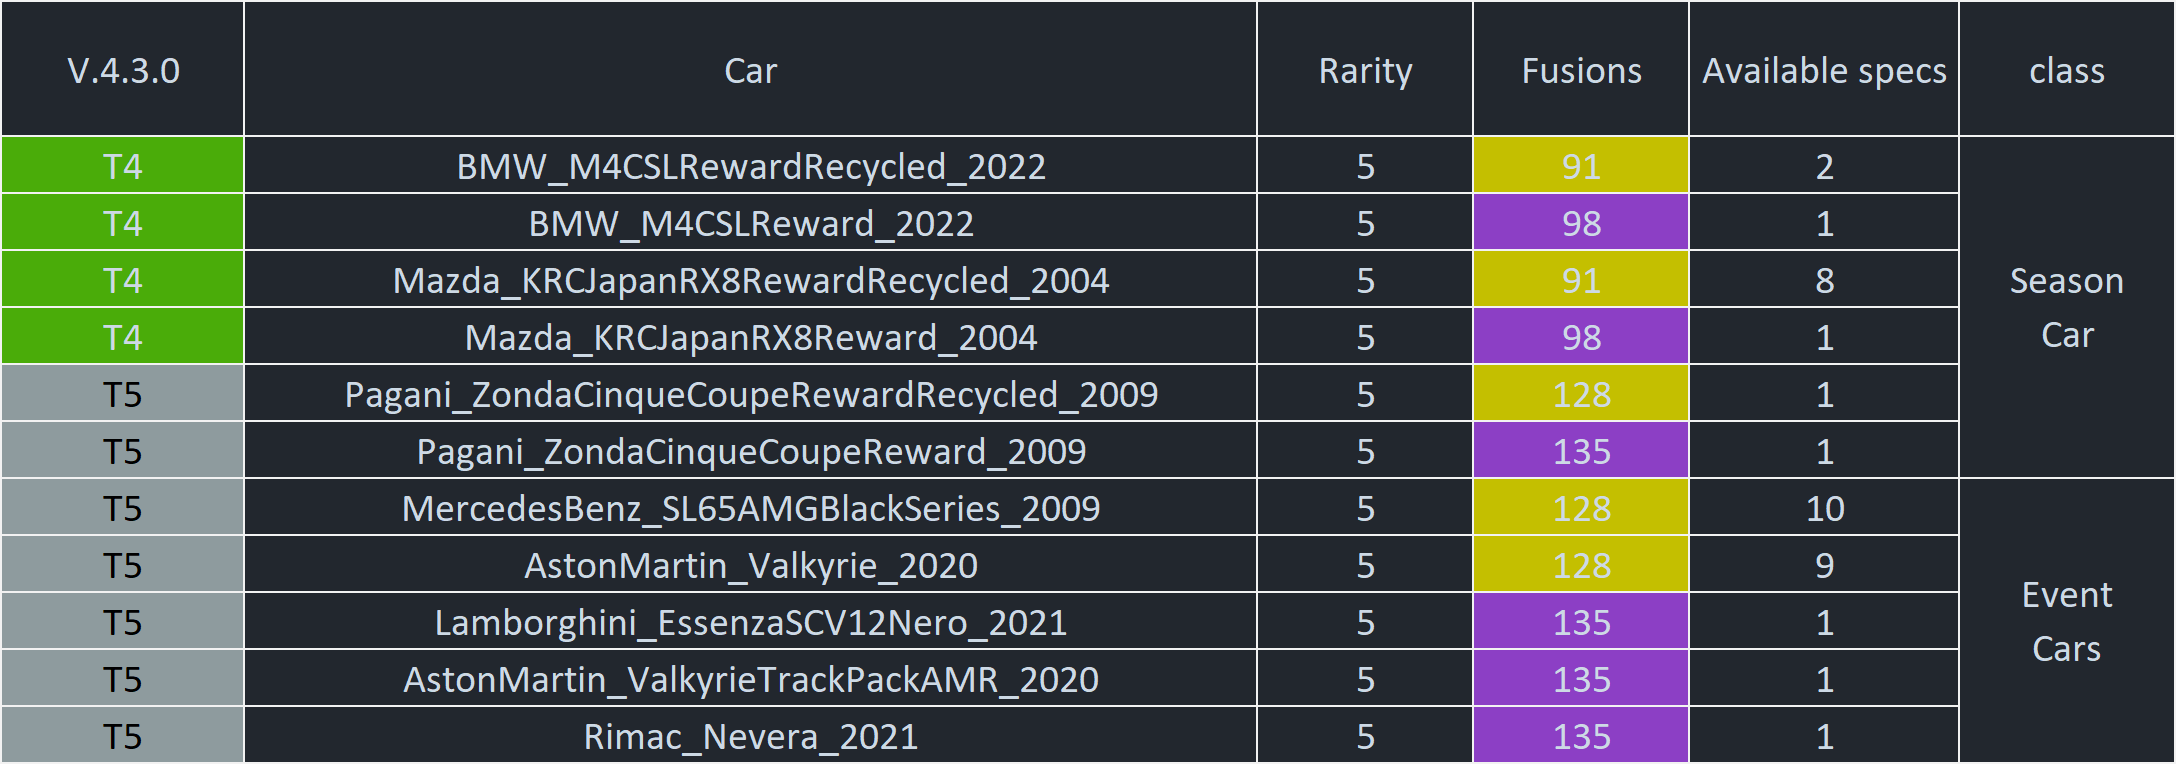 V.4.3.0 Car Rarity Fusions Available specs class
T4 BMW_M4CSLRewardRecycled_2022 5 91 2
T4 BMW_M4CSLReward_2022 5 98 1
T4 Mazda_KRCJapanRX8RewardRecycled_2004 5 91 8
T4 Mazda_KRCJapanRX8Reward_2004 5 98 1
T5 Pagani_ZondaCinqueCoupeRewardRecycled_2009 5 128 1
T5 Pagani_ZondaCinqueCoupeReward_2009 5 135 1
Season
Car
T5 MercedesBenz_SL65AMGBlackSeries_2009 5 128 10
T5 AstonMartin_Valkyrie_2020 5 128 9
T5 Lamborghini_EssenzaSCV12Nero_2021 5 135 1
T5 AstonMartin_ValkyrieTrackPackAMR_2020 5 135 1
T5 Rimac_Nevera_2021 5 135 1
Event
Cars